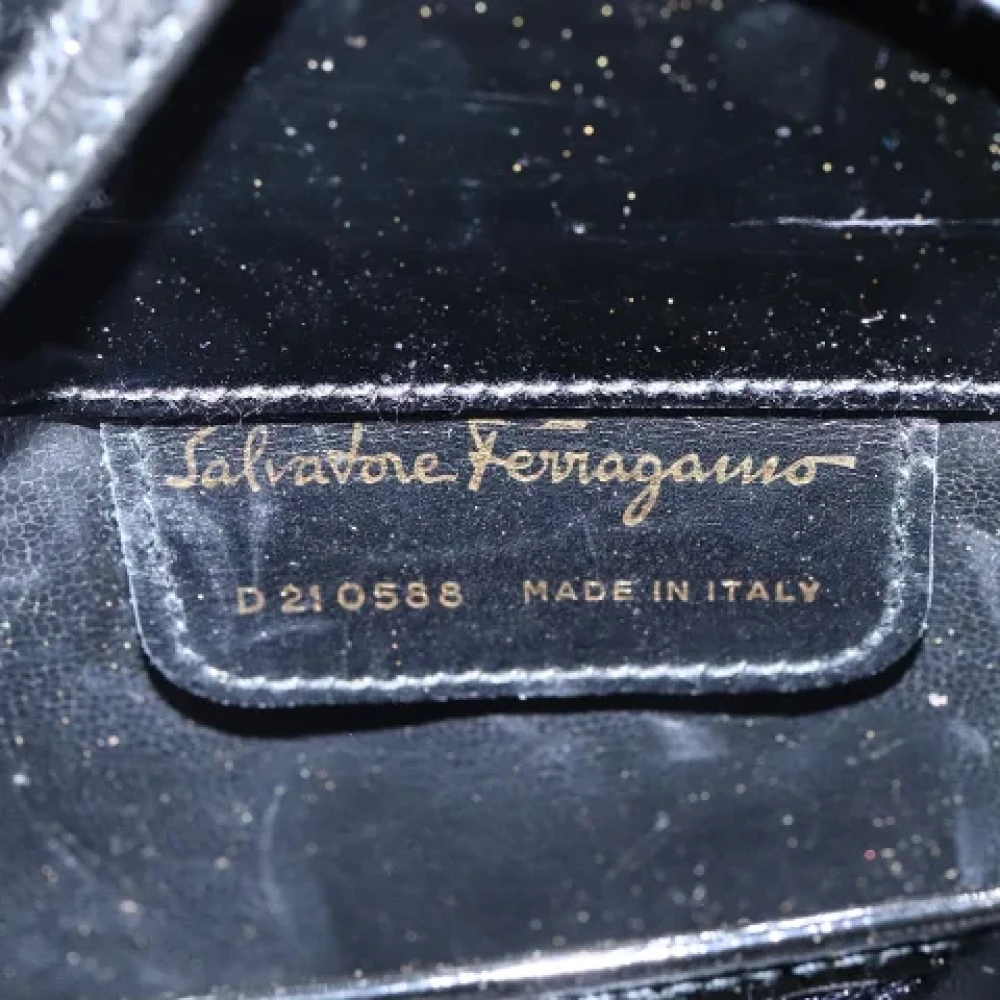 Salvatore Ferragamo
D 21 0588 MADE IN ITALY